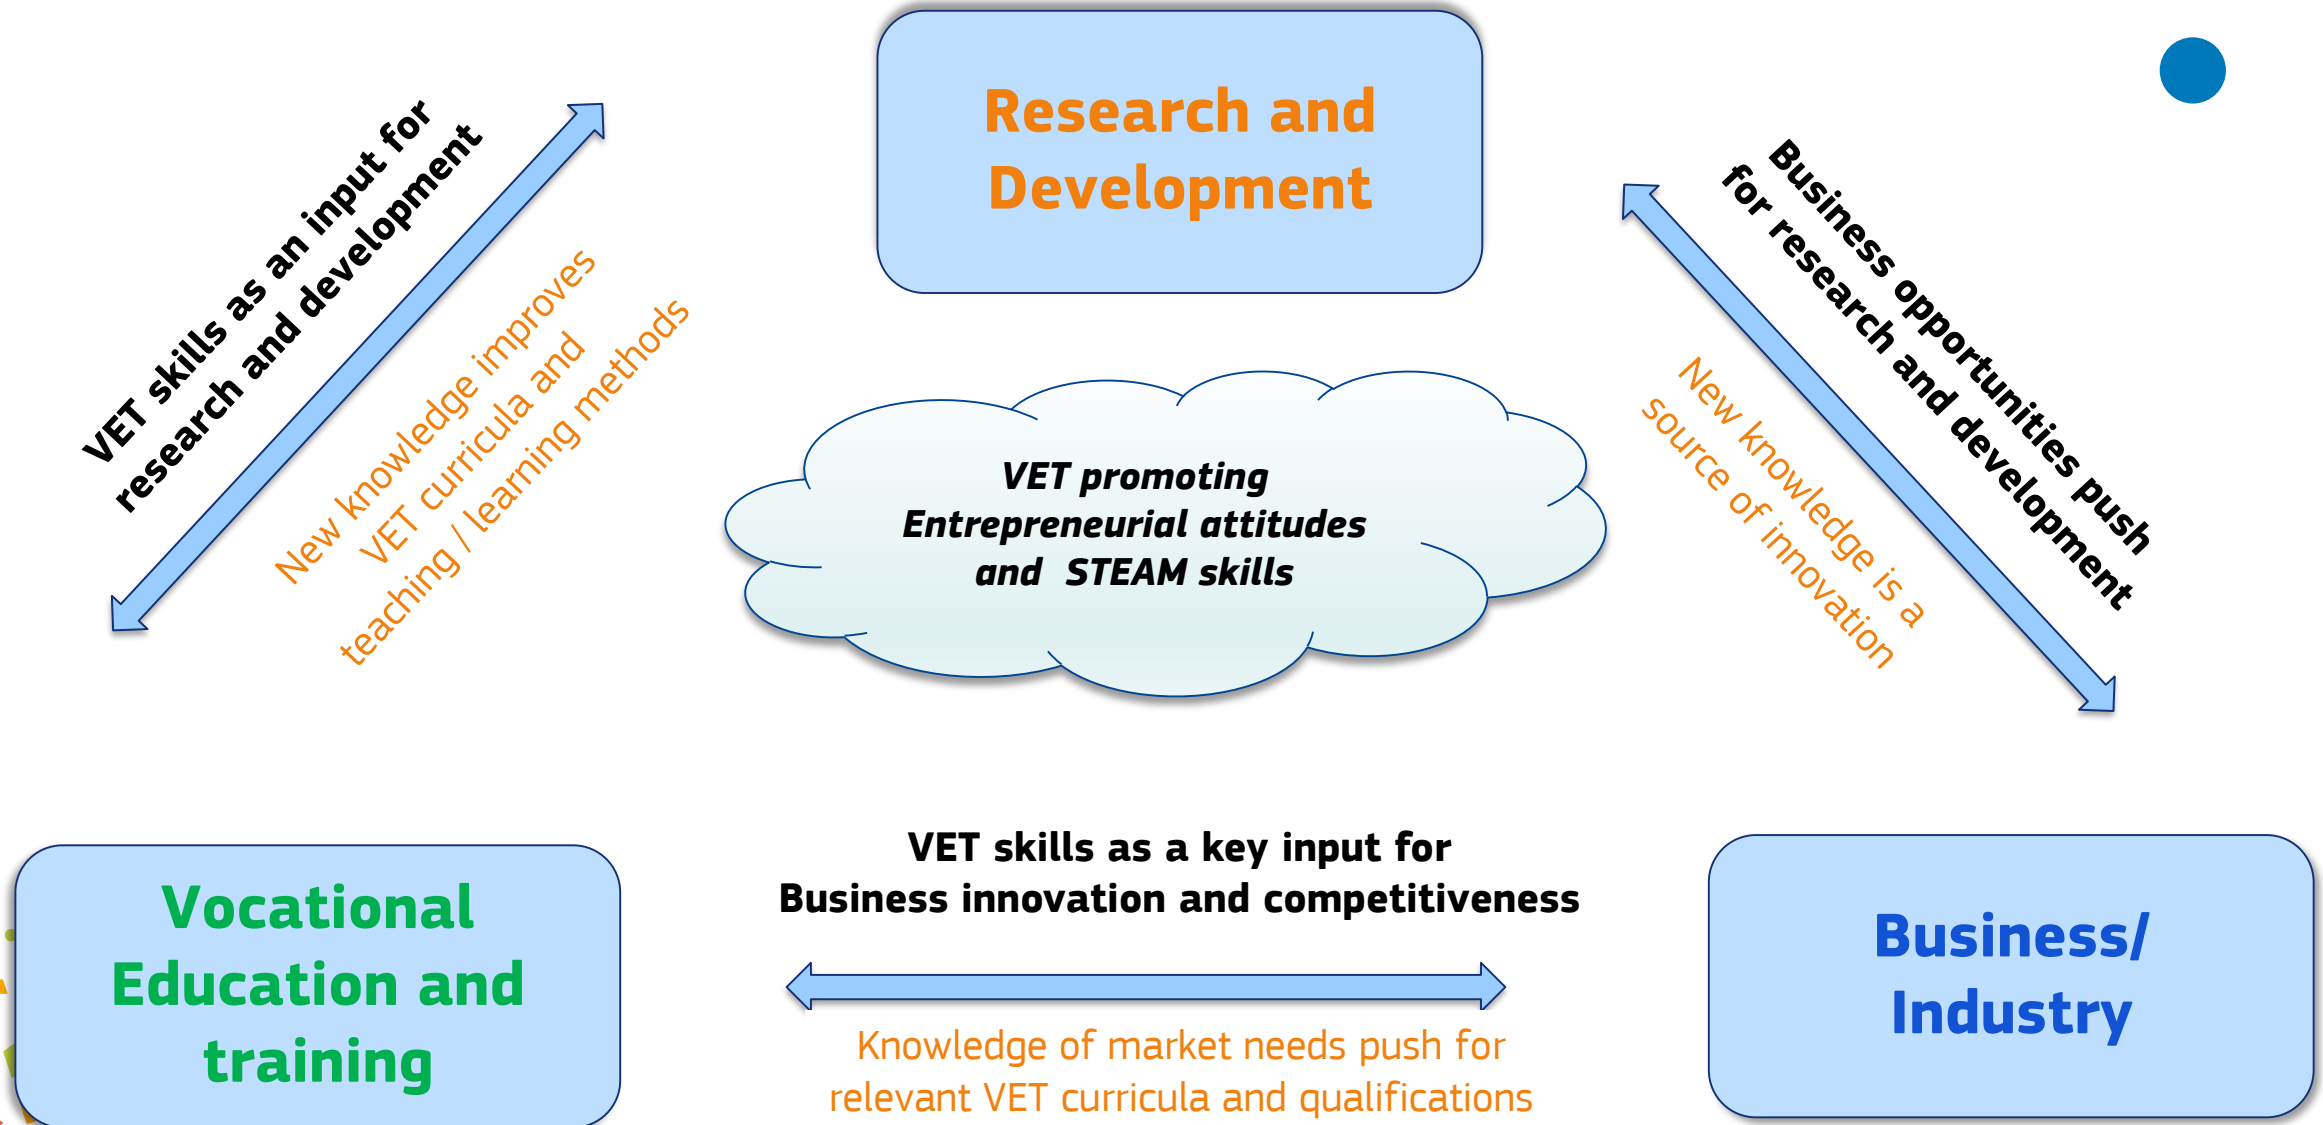 Research and
Development
VET skills as an input for
research and development
New knowledge improves
VET curricula and
teaching / learning methods
Business opportunities push
for research and development
New knowledge is a
source of innovation
VET promoting
Entrepreneurial attitudes
and  STEAM skills
VET skills as a key input for
Business innovation and competitiveness
Vocational
Education and
training
Business/
Industry
Knowledge of market needs push for
relevant VET curricula and qualifications